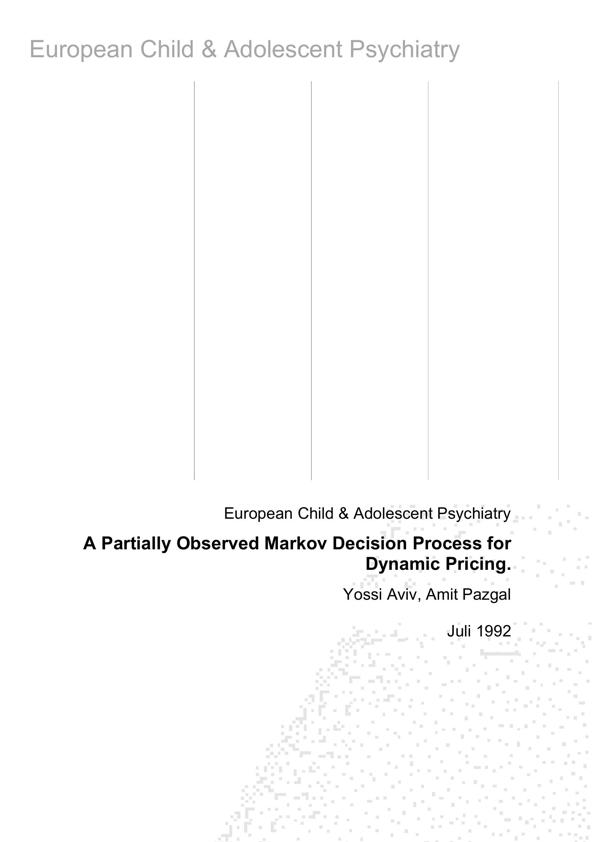 European Child & Adolescent Psychiatry
European Child & Adolescent Psychiatry
A Partially Observed Markov Decision Process for
Dynamic Pricing.
Yossi Aviv, Amit Pazgal
Juli 1992